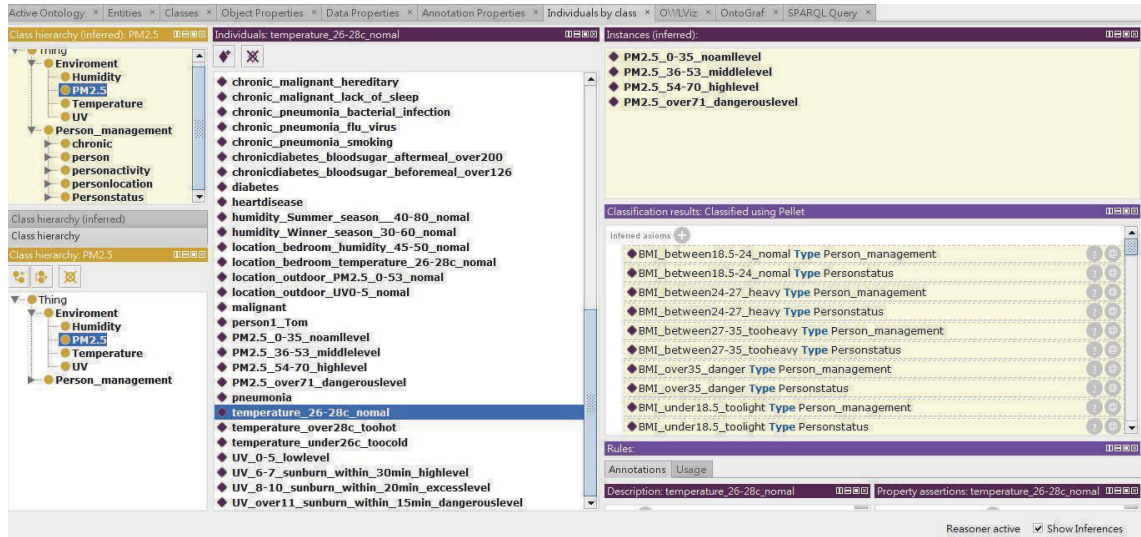 Active Ontology × Entities × Classes × Object Properties × Data Properties × Annotation Properties × Individuals by class × OWLViz × OntoGraf × SPARQL Query ×
Class hierarchy (inferred): PM2.5
Thing
Enviroment
Humidity
PM2.5
Temperature
UV
Person_management
chronic
person
personactivity
personlocation
Personstatus
Class hierarchy (inferred)
Class hierarchy
Class hierarchy: PM2.5
Thing
Enviroment
Humidity
PM2.5
Temperature
UV
Person_management
Individuals: temperature_26-28c_nomal
chronic_malignant_hereditary
chronic_malignant_lack_of_sleep
chronic_pneumonia_bacterial_infection
chronic_pneumonia_flu_virus
chronic_pneumonia_smoking
chronicdiabetes_bloodsugar_aftermeal_over200
chronicdiabetes_bloodsugar_beforemeal_over126
diabetes
heartdisease
humidity_Summer_season__40-80_nomal
humidity_Winner_season_30-60_nomal
location_bedroom_humidity_45-50_nomal
location_bedroom_temperature_26-28c_nomal
location_outdoor_PM2.5_0-53_nomal
location_outdoor_UV0-5_nomal
malignant
person1_Tom
PM2.5_0-35_noamllevel
PM2.5_36-53_middlelevel
PM2.5_54-70_highlevel
PM2.5_over71_dangerouslevel
pneumonia
temperature_26-28c_nomal
temperature_over28c_toohot
temperature_under26c_toocold
UV_0-5_lowlevel
UV_6-7_sunburn_within_30min_highlevel
UV_8-10_sunburn_within_20min_excesslevel
UV_over11_sunburn_within_15min_dangerouslevel
Instances (inferred):
PM2.5_0-35_noamllevel
PM2.5_36-53_middlelevel
PM2.5_54-70_highlevel
PM2.5_over71_dangerouslevel
Classification results: Classified using Pellet
Inferred axioms
BMI_between18.5-24_nomal Type Person_management
BMI_between18.5-24_nomal Type Personstatus
BMI_between24-27_heavy Type Person_management
BMI_between24-27_heavy Type Personstatus
BMI_between27-35_tooheavy Type Person_management
BMI_between27-35_tooheavy Type Personstatus
BMI_over35_danger Type Person_management
BMI_over35_danger Type Personstatus
BMI_under18.5_toolight Type Person_management
BMI_under18.5_toolight Type Personstatus
Rules:
Annotations Usage
Description: temperature_26-28c_nomal
Property assertions: temperature_26-28c_nomal
Reasoner active Show Inferences